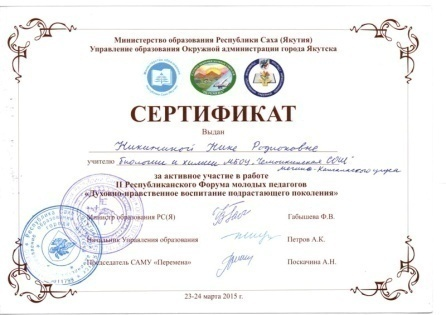 Министерство образования Республики Саха (Якутия)
Управление образования Окружной администрации города Якутска
СЕРТИФИКАТ
Выдан
Никитиной Нике Родионовне
учителю биологии и химии МБОУ „Чемоикинская СОШ"
Мегино-Кангаласского улуса
за активное участие в работе
II Республиканского Форума молодых педагогов
«Духовно-нравственное воспитание подрастающего поколения»
Министр образования РС(Я) Габышева Ф.В.
Начальник Управления образования Петров А.К.
Председатель САМУ «Перемена» Поскачина А.Н.
23-24 марта 2015 г.